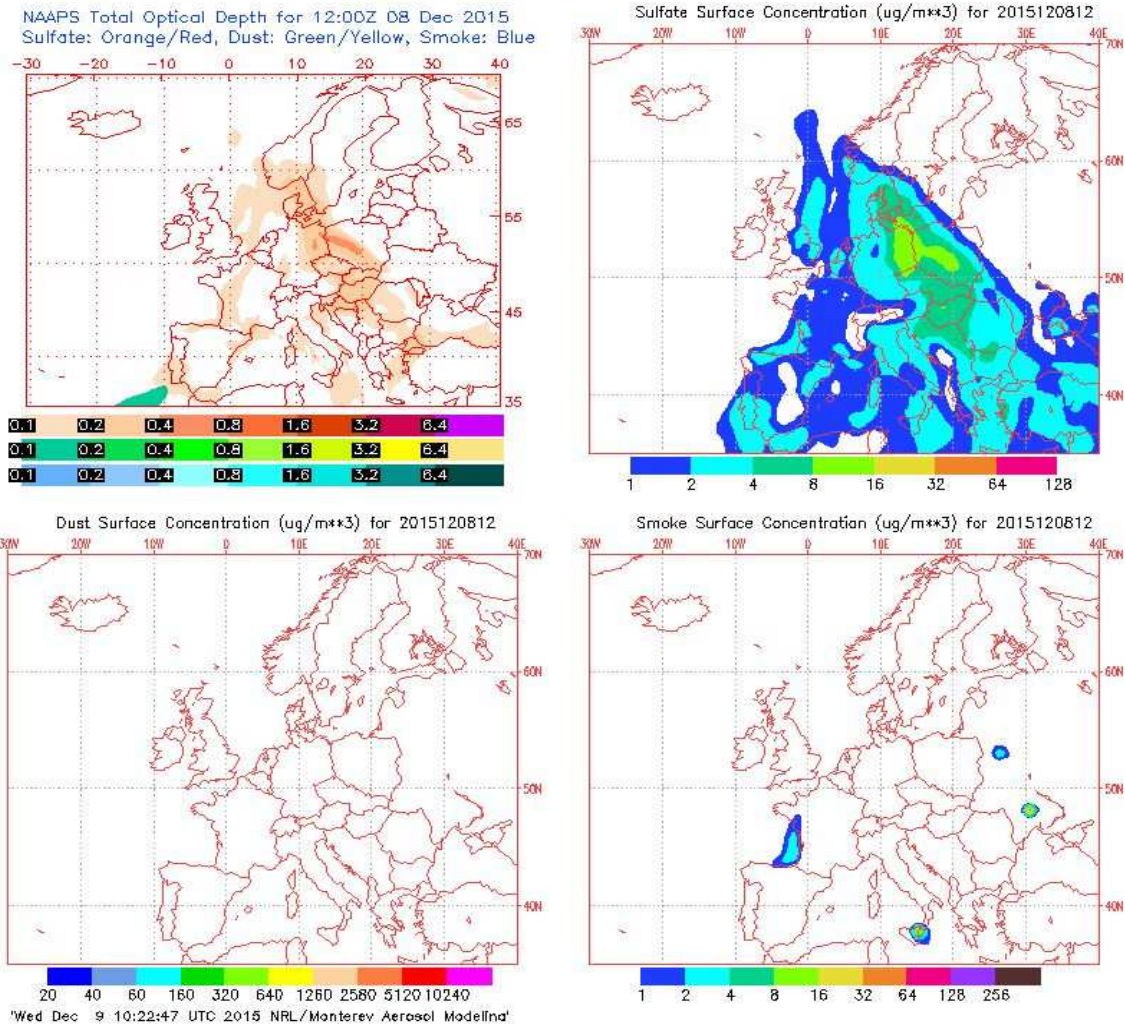 NAAPS Total Optical Depth for 12:00Z 08 Dec 2015
Sulfate: Orange/Red, Dust: Green/Yellow, Smoke: Blue
-30 -20 -10 0 10 20 30 40
65
55
45
35
0.1 0.2 0.4 0.8 1.6 3.2 6.4
0.1 0.2 0.4 0.8 1.6 3.2 6.4
0.1 0.2 0.4 0.8 1.6 3.2 6.4
Sulfate Surface Concentration (ug/m**3) for 2015120812
30W 20W 10W 0 10E 20E 30E 40E
70N
60N
50N
40N
1 2 4 8 16 32 64 128
Dust Surface Concentration (ug/m**3) for 2015120812
30W 20W 10W 0 10E 20E 30E 40E
70N
60N
50N
40N
20 40 60 160 320 640 1260 2580 5120 10240
'Wed Dec 9 10:22:47 UTC 2015 NRL/Monterey Aerosol Modeling'
Smoke Surface Concentration (ug/m**3) for 2015120812
30W 20W 10W 0 10E 20E 30E 40E
70N
60N
50N
40N
1 2 4 8 16 32 64 128 256